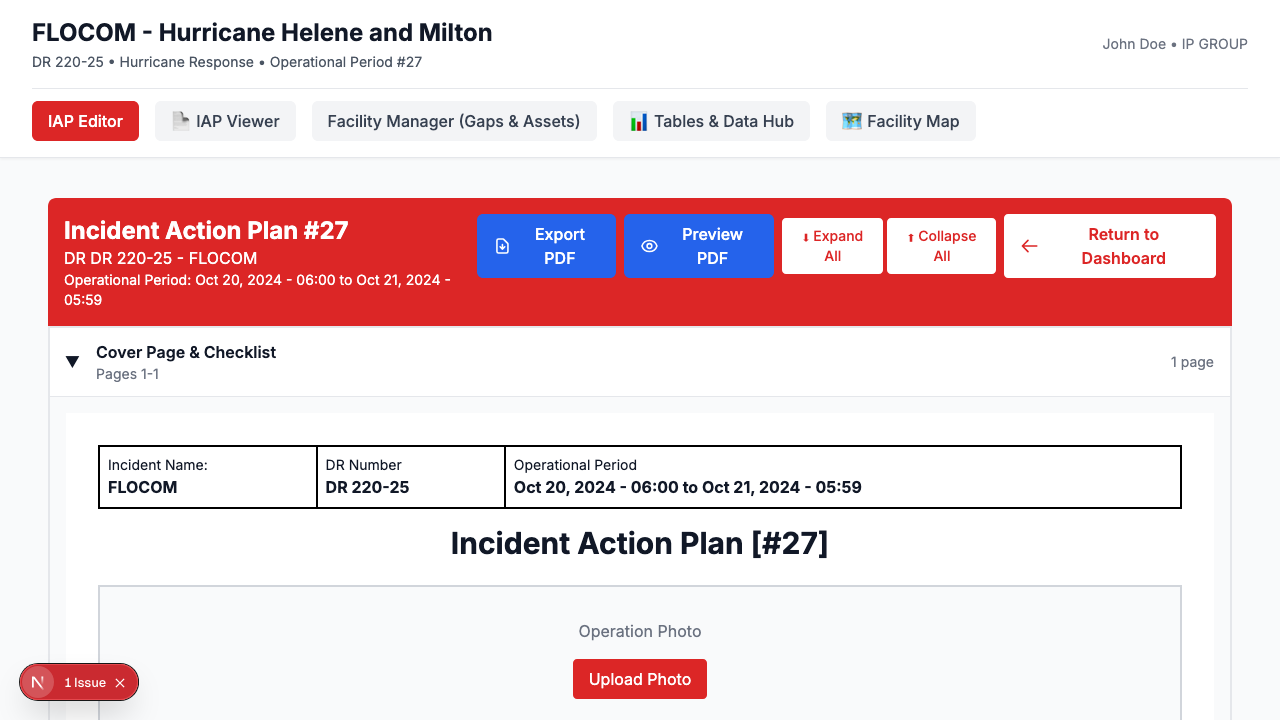 FLOCOM - Hurricane Helene and Milton
DR 220-25 • Hurricane Response • Operational Period #27
John Doe • IP GROUP
IAP Editor
IAP Viewer
Facility Manager (Gaps & Assets)
Tables & Data Hub
Facility Map
Incident Action Plan #27
DR DR 220-25 - FLOCOM
Operational Period: Oct 20, 2024 - 06:00 to Oct 21, 2024 -
05:59
Export
PDF
Preview
PDF
⬇ Expand
All
⬆ Collapse
All
Return to
Dashboard
▼ Cover Page & Checklist
Pages 1-1
1 page
Incident Name:
FLOCOM
DR Number
DR 220-25
Operational Period
Oct 20, 2024 - 06:00 to Oct 21, 2024 - 05:59
Incident Action Plan [#27]
Operation Photo
Upload Photo
N
1 Issue